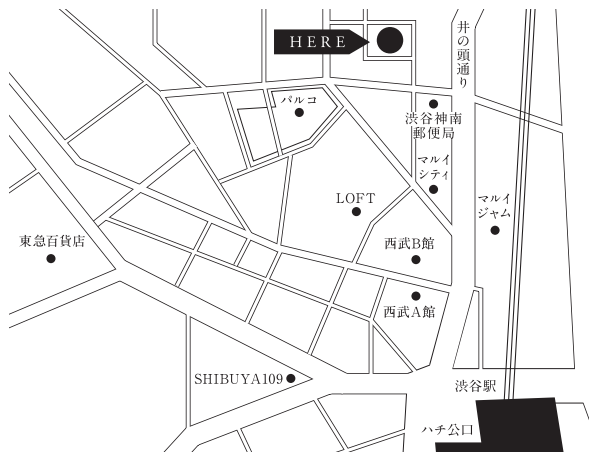 HERE
井の頭通り
パルコ
渋谷神南
郵便局
マルイ
シティ
LOFT
マルイ
ジャム
東急百貨店
西武B館
西武A館
SHIBUYA109
渋谷駅
ハチ公口